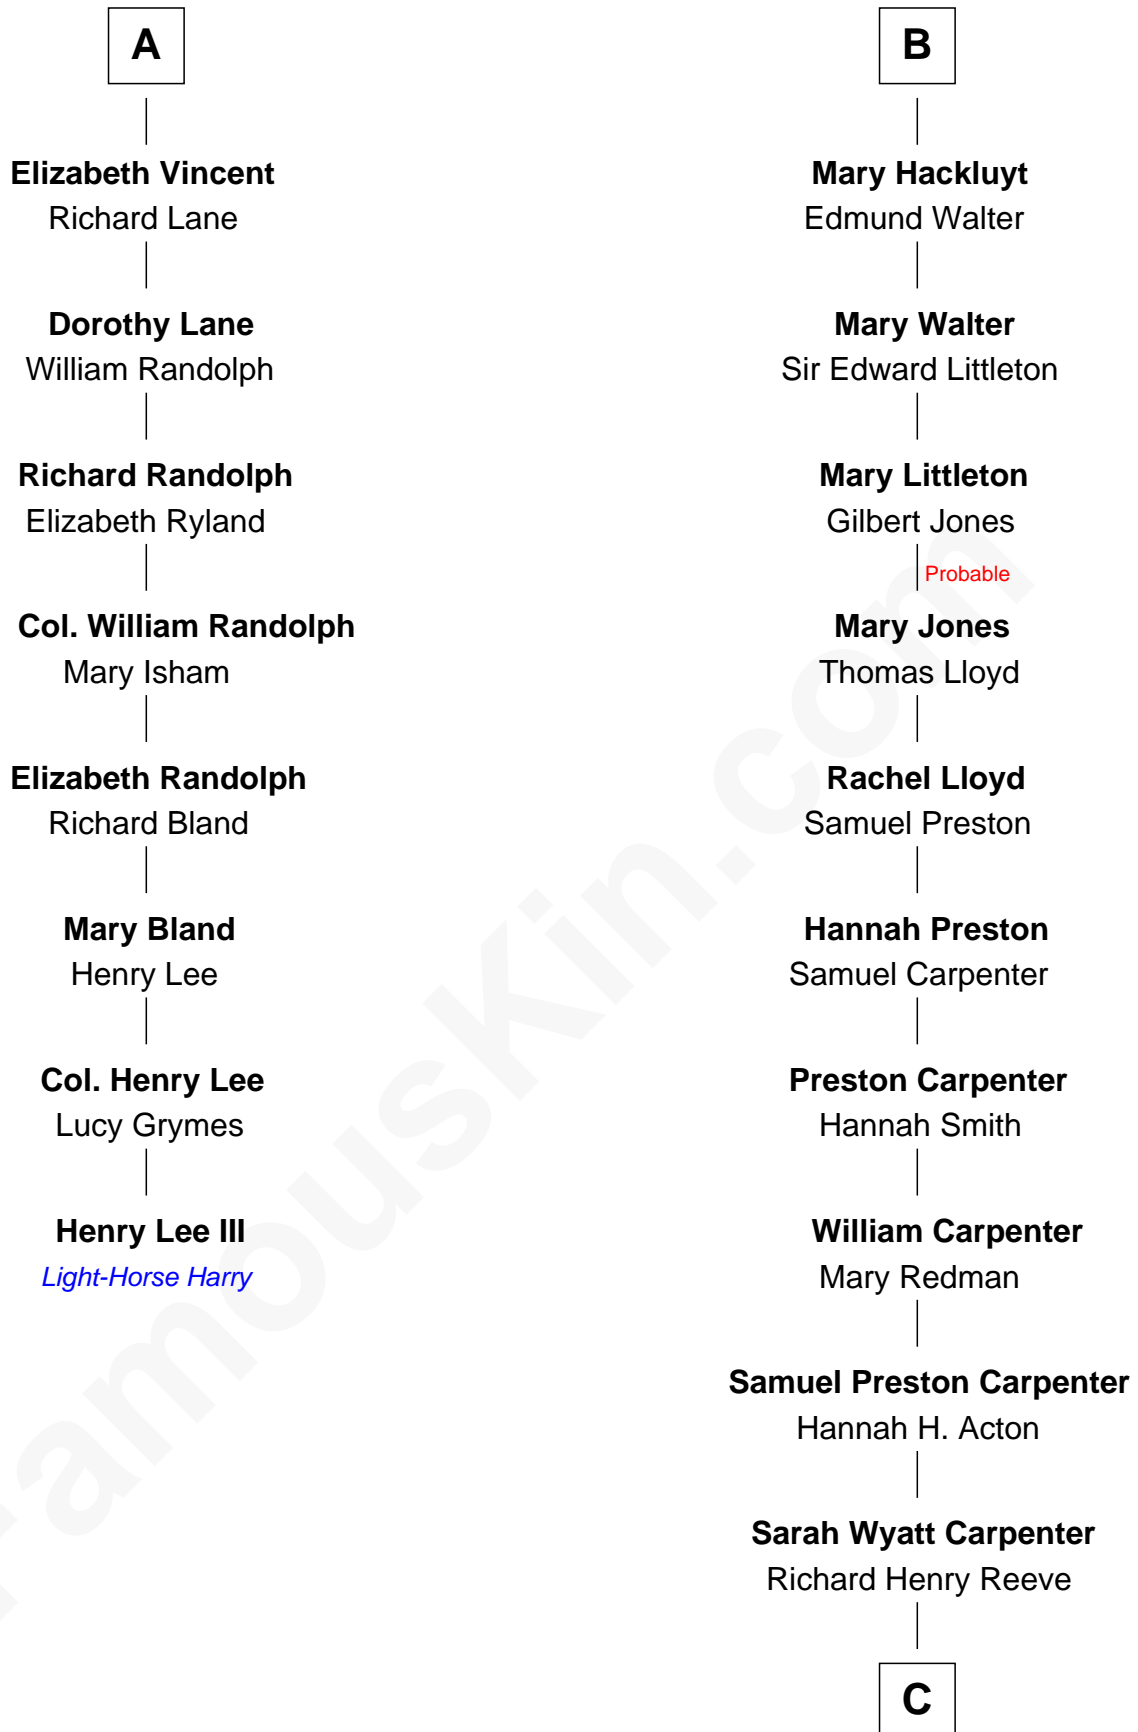 A
Elizabeth Vincent
Richard Lane
Dorothy Lane
William Randolph
Richard Randolph
Elizabeth Ryland
Col. William Randolph
Mary Isham
Elizabeth Randolph
Richard Bland
Mary Bland
Henry Lee
Col. Henry Lee
Lucy Grymes
Henry Lee III
Light-Horse Harry
B
Mary Hackluyt
Edmund Walter
Mary Walter
Sir Edward Littleton
Mary Littleton
Gilbert Jones
Probable
Mary Jones
Thomas Lloyd
Rachel Lloyd
Samuel Preston
Hannah Preston
Samuel Carpenter
Preston Carpenter
Hannah Smith
William Carpenter
Mary Redman
Samuel Preston Carpenter
Hannah H. Acton
Sarah Wyatt Carpenter
Richard Henry Reeve
C
FamousKin.com